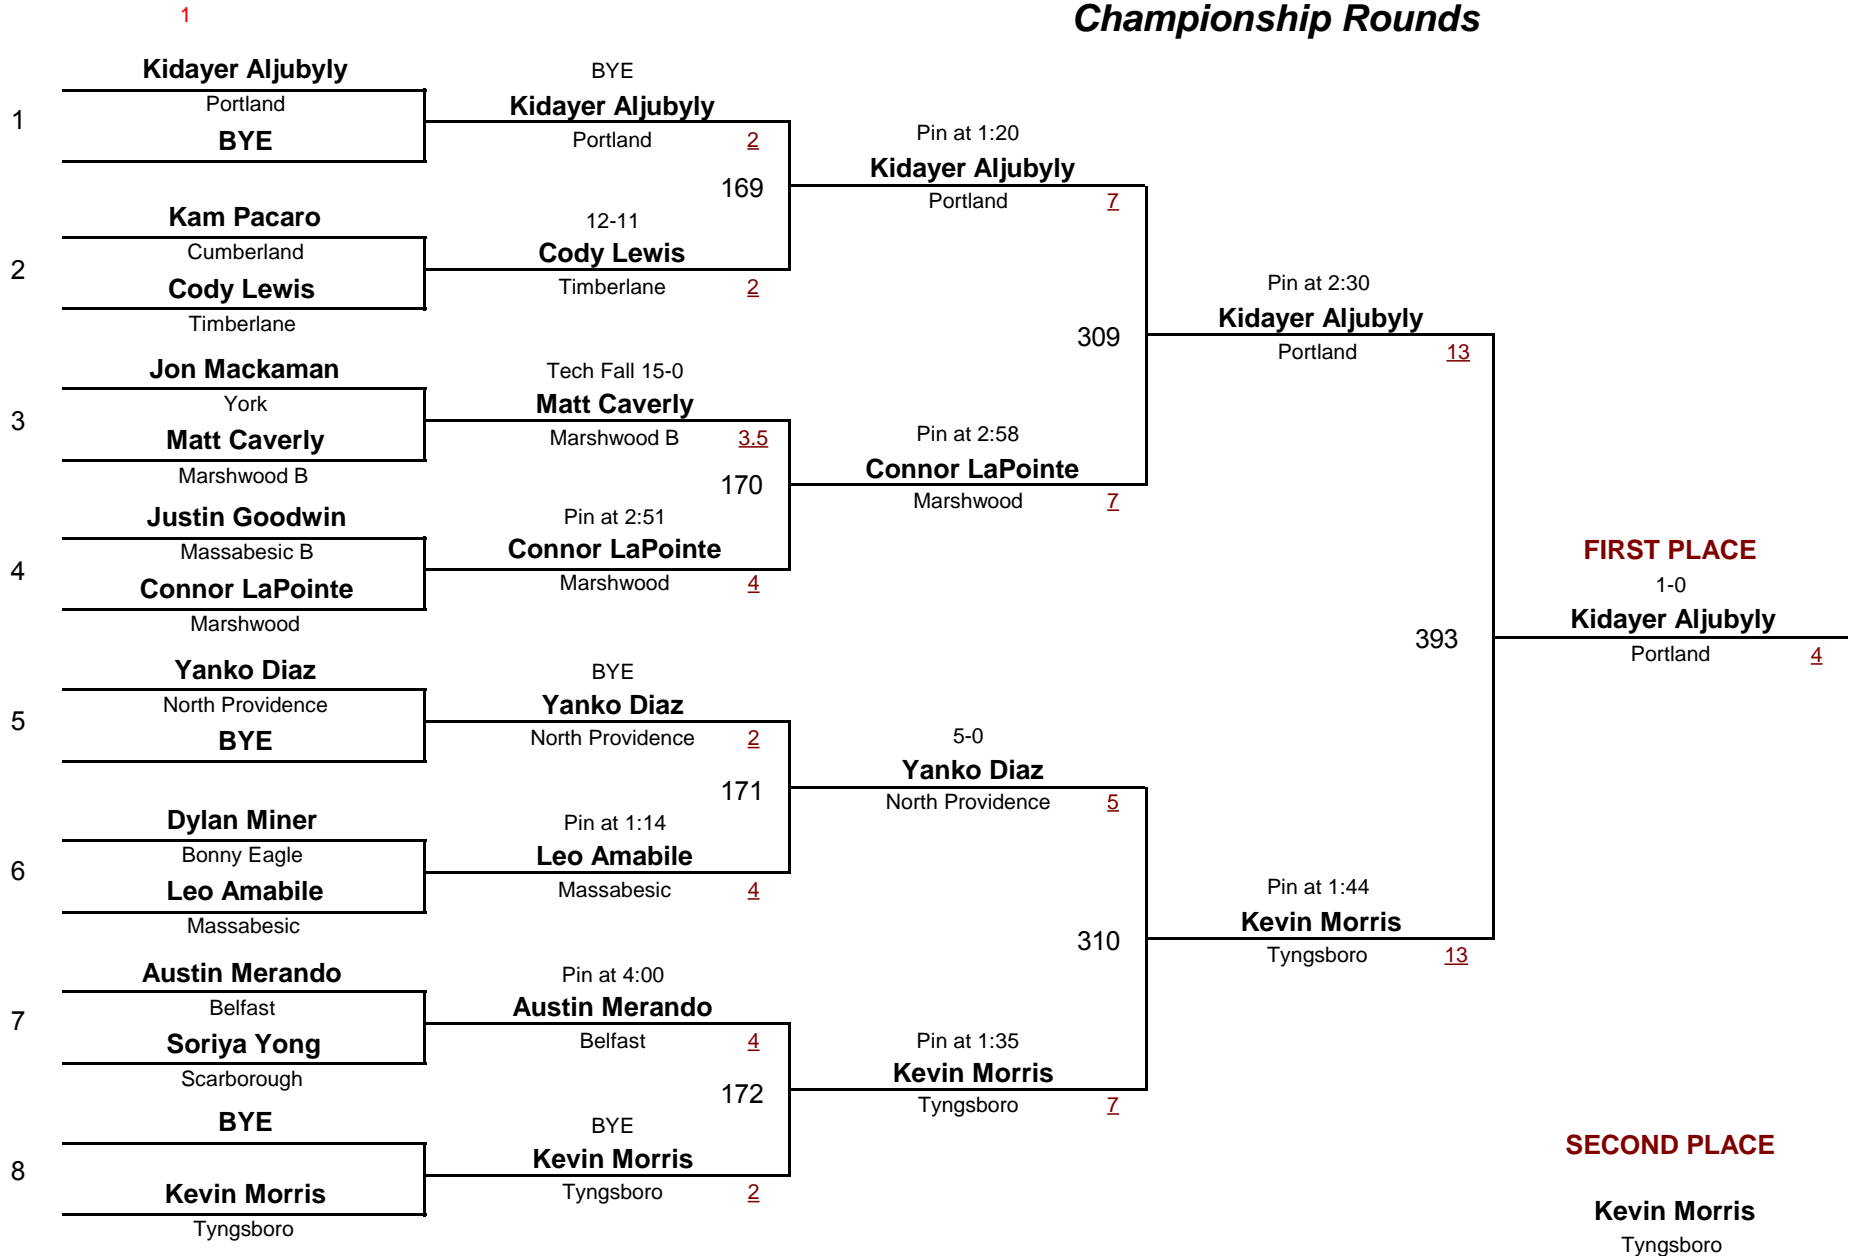 1
Championship Rounds
Kidayer Aljubyly
Portland
1
BYE
Kam Pacaro
Cumberland
2
Cody Lewis
Timberlane
Jon Mackaman
York
3
Matt Caverly
Marshwood B
Justin Goodwin
Massabesic B
4
Connor LaPointe
Marshwood
Yanko Diaz
North Providence
5
BYE
Dylan Miner
Bonny Eagle
6
Leo Amabile
Massabesic
Austin Merando
Belfast
7
Soriya Yong
Scarborough
BYE
8
Kevin Morris
Tyngsboro
BYE
Kidayer Aljubyly
Portland 2
169
12-11
Cody Lewis
Timberlane 2
Tech Fall 15-0
Matt Caverly
Marshwood B 3.5
170
Pin at 2:51
Connor LaPointe
Marshwood 4
BYE
Yanko Diaz
North Providence 2
171
Pin at 1:14
Leo Amabile
Massabesic 4
Pin at 4:00
Austin Merando
Belfast 4
172
BYE
Kevin Morris
Tyngsboro 2
Pin at 1:20
Kidayer Aljubyly
Portland 7
309
Pin at 2:58
Connor LaPointe
Marshwood 7
5-0
Yanko Diaz
North Providence 5
310
Pin at 1:35
Kevin Morris
Tyngsboro 7
Pin at 2:30
Kidayer Aljubyly
Portland 13
393
Pin at 1:44
Kevin Morris
Tyngsboro 13
FIRST PLACE
1-0
Kidayer Aljubyly
Portland 4
SECOND PLACE
Kevin Morris
Tyngsboro